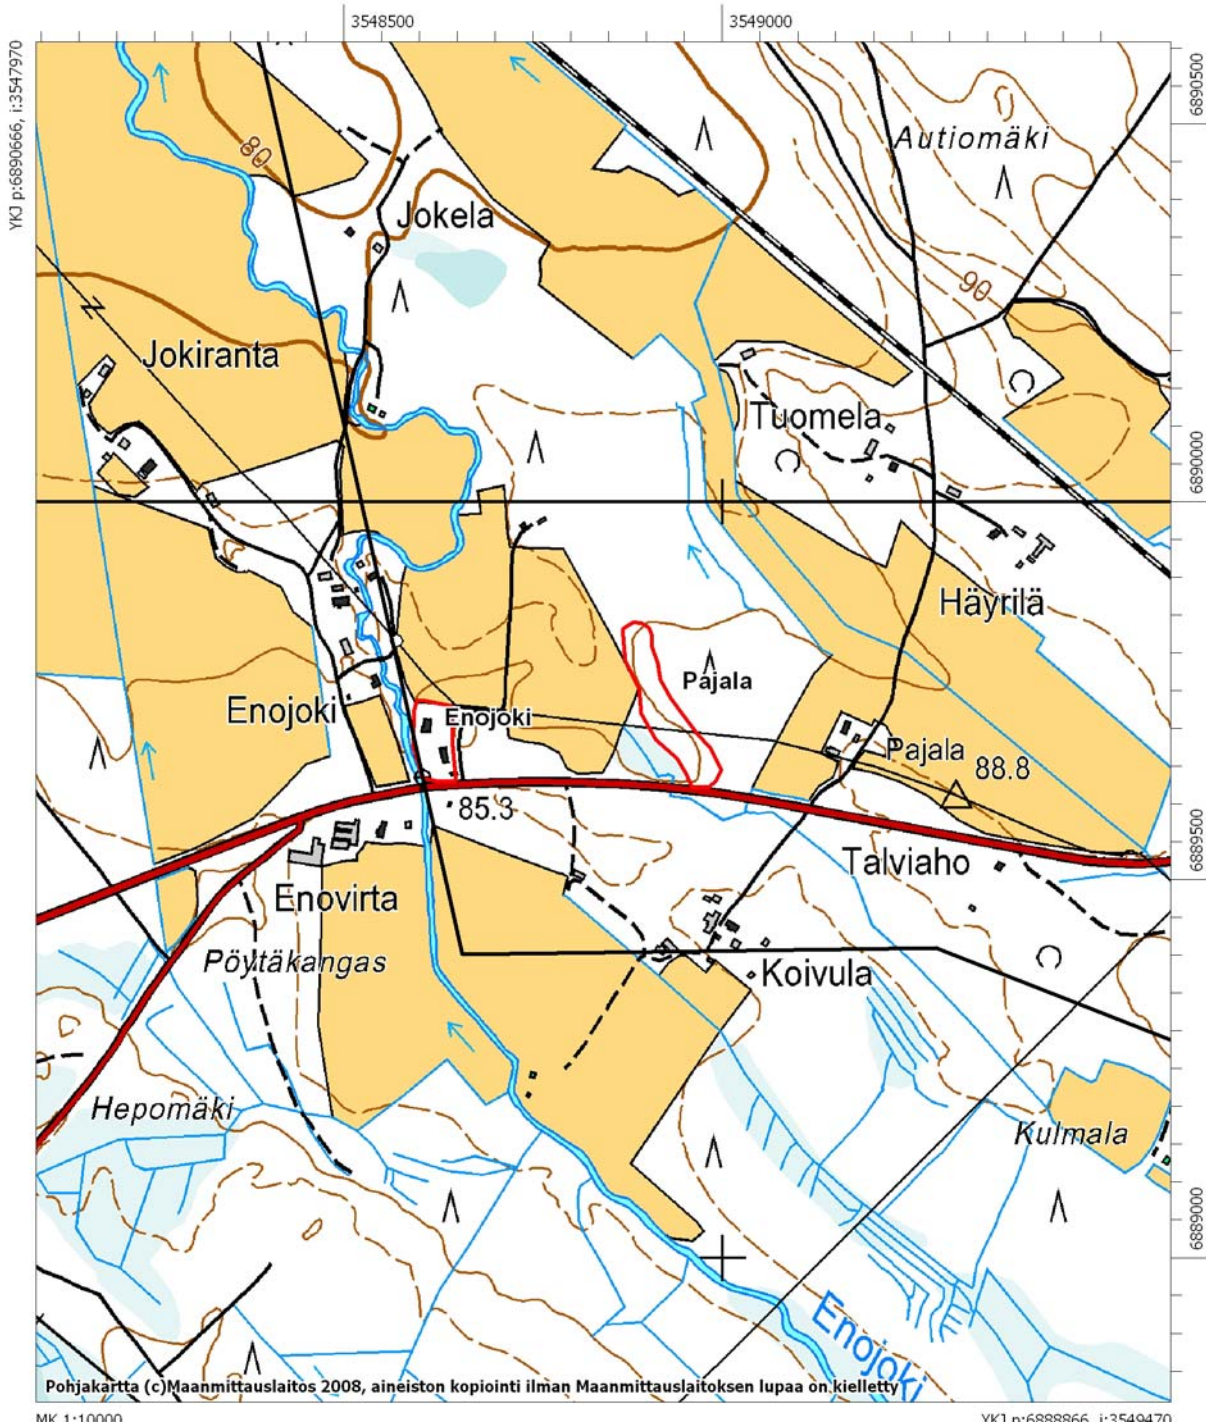 3548500
3549000
YKJ p:6890666, i:3547970
6890500
Autiomäki
80
Jokela
90
Jokiranta
Tuomela
6890000
Häyrilä
Pajala
Enojoki
Enojoki
Pajala
88.8
85.3
6889500
Talviaho
Enovirta
Pöytäkangas
Koivula
Hepomäki
Kulmala
6889000
Enojoki
Pohjakartta (c)Maanmittauslaitos 2008, aineiston kopiointi ilman Maanmittauslaitoksen lupaa on kielletty
MK 1:10000
YKJ p:6888866, i:3549470